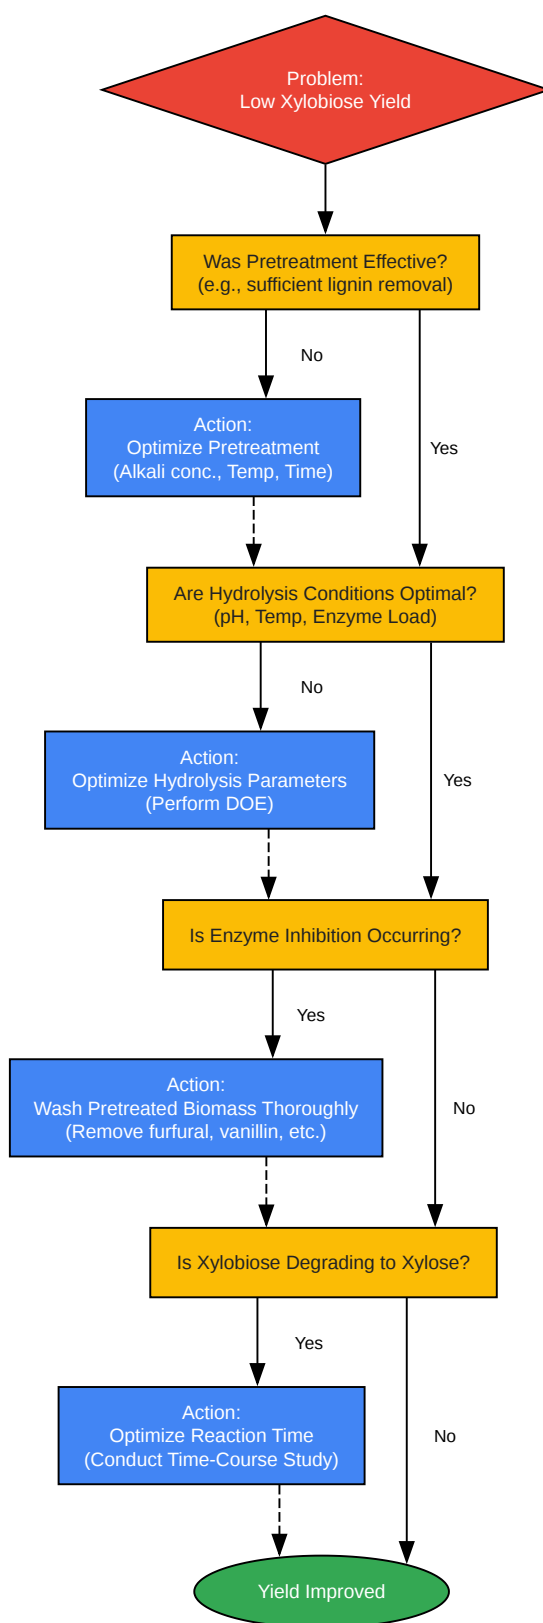 Problem:
Low Xylobiose Yield
Was Pretreatment Effective?
(e.g., sufficient lignin removal)
No
Action:
Optimize Pretreatment
(Alkali conc., Temp, Time)
Yes
Are Hydrolysis Conditions Optimal?
(pH, Temp, Enzyme Load)
No
Action:
Optimize Hydrolysis Parameters
(Perform DOE)
Yes
Is Enzyme Inhibition Occurring?
Yes
Action:
Wash Pretreated Biomass Thoroughly
(Remove furfural, vanillin, etc.)
No
Is Xylobiose Degrading to Xylose?
Yes
Action:
Optimize Reaction Time
(Conduct Time-Course Study)
No
Yield Improved